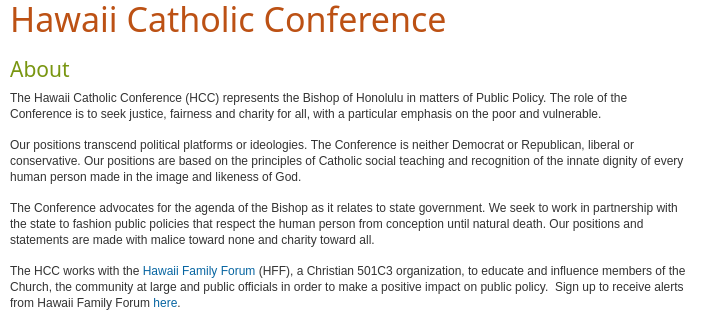 Hawaii Catholic Conference
About
The Hawaii Catholic Conference (HCC) represents the Bishop of Honolulu in matters of Public Policy. The role of the
Conference is to seek justice, fairness and charity for all, with a particular emphasis on the poor and vulnerable.
Our positions transcend political platforms or ideologies. The Conference is neither Democrat or Republican, liberal or
conservative. Our positions are based on the principles of Catholic social teaching and recognition of the innate dignity of every
human person made in the image and likeness of God.
The Conference advocates for the agenda of the Bishop as it relates to state government. We seek to work in partnership with
the state to fashion public policies that respect the human person from conception until natural death. Our positions and
statements are made with malice toward none and charity toward all.
The HCC works with the Hawaii Family Forum (HFF), a Christian 501C3 organization, to educate and influence members of the
Church, the community at large and public officials in order to make a positive impact on public policy.  Sign up to receive alerts
from Hawaii Family Forum here.